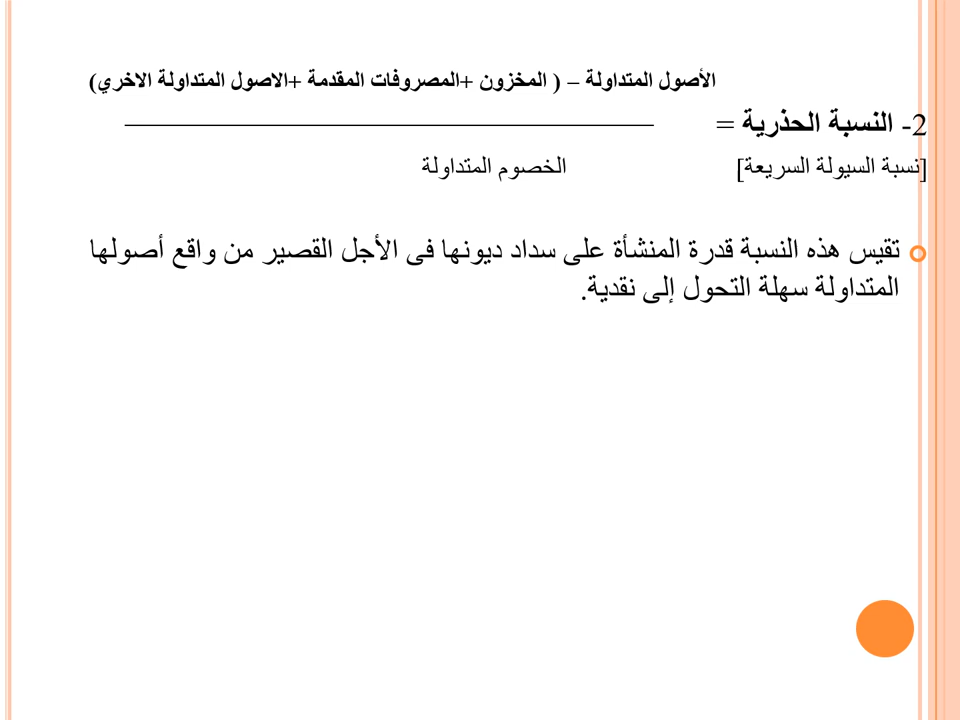 الأصول المتداولة – ( المخزون +المصروفات المقدمة +الاصول المتداولة الاخري)
2- النسبة الحذرية =
[نسبة السيولة السريعة] الخصوم المتداولة
تقيس هذه النسبة قدرة المنشأة على سداد ديونها فى الأجل القصير من واقع أصولها
المتداولة سهلة التحول إلى نقدية.